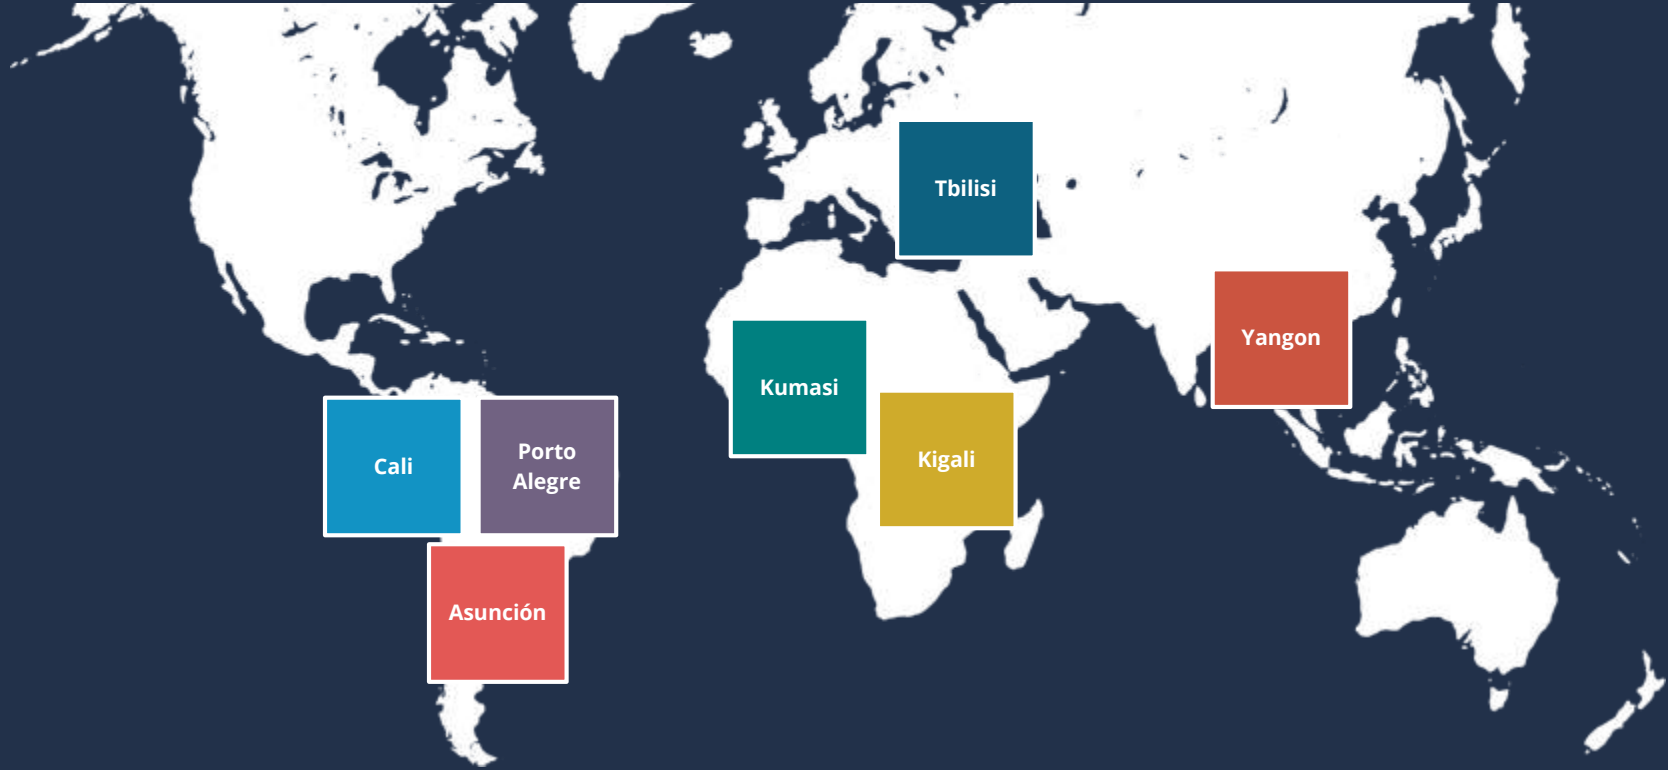 Tbilisi
Yangon
Kumasi
Kigali
Cali
Porto
Alegre
Asunción